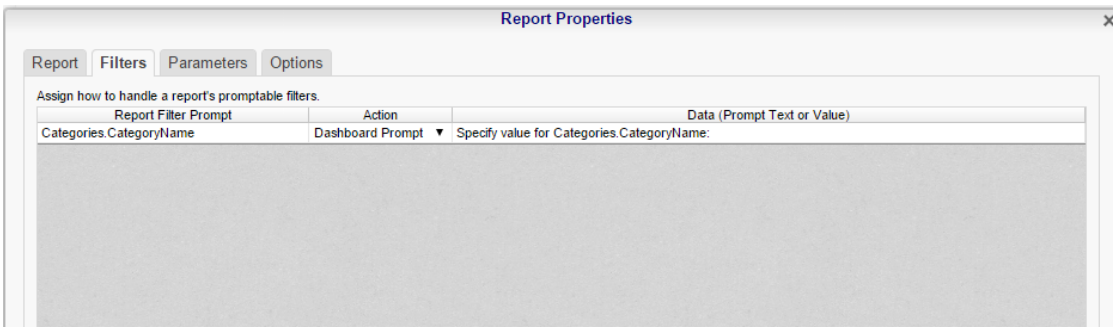 Report Properties
Report Filters Parameters Options
Assign how to handle a report's promptable filters.
Report Filter Prompt Action Data (Prompt Text or Value)
Categories.CategoryName Dashboard Prompt Specify value for Categories.CategoryName: